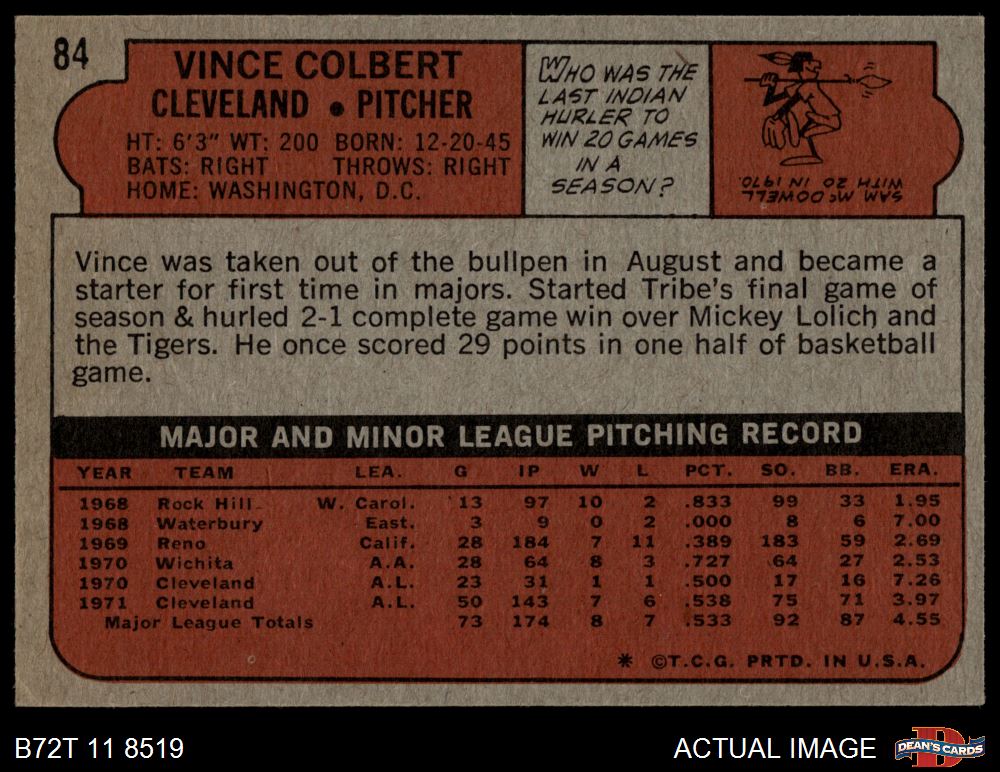 84
VINCE COLBERT
CLEVELAND • PITCHER
HT: 6'3" WT: 200 BORN: 12-20-45
BATS: RIGHT THROWS: RIGHT
HOME: WASHINGTON, D.C.
WHO WAS THE
LAST INDIAN
HURLER TO
WIN 20 GAMES
IN A
SEASON?
SAM McDOWELL
WITH 20 IN 1970.
Vince was taken out of the bullpen in August and became a
starter for first time in majors. Started Tribe's final game of
season & hurled 2-1 complete game win over Mickey Lolich and
the Tigers. He once scored 29 points in one half of basketball
game.
MAJOR AND MINOR LEAGUE PITCHING RECORD
YEAR TEAM LEA. G IP W L PCT. SO. BB. ERA.
1968 Rock Hill W. Carol. 13 97 10 2 .833 99 33 1.95
1968 Waterbury East. 3 9 0 2 .000 8 6 7.00
1969 Reno Calif. 28 184 7 11 .389 183 59 2.69
1970 Wichita A.A. 28 64 8 3 .727 64 27 2.53
1970 Cleveland A.L. 23 31 1 1 .500 17 16 7.26
1971 Cleveland A.L. 50 143 7 6 .538 75 71 3.97
Major League Totals 73 174 8 7 .533 92 87 4.55
* ©T.C.G. PRTD. IN U.S.A.
B72T 11 8519
ACTUAL IMAGE
D
DEAN'S CARDS